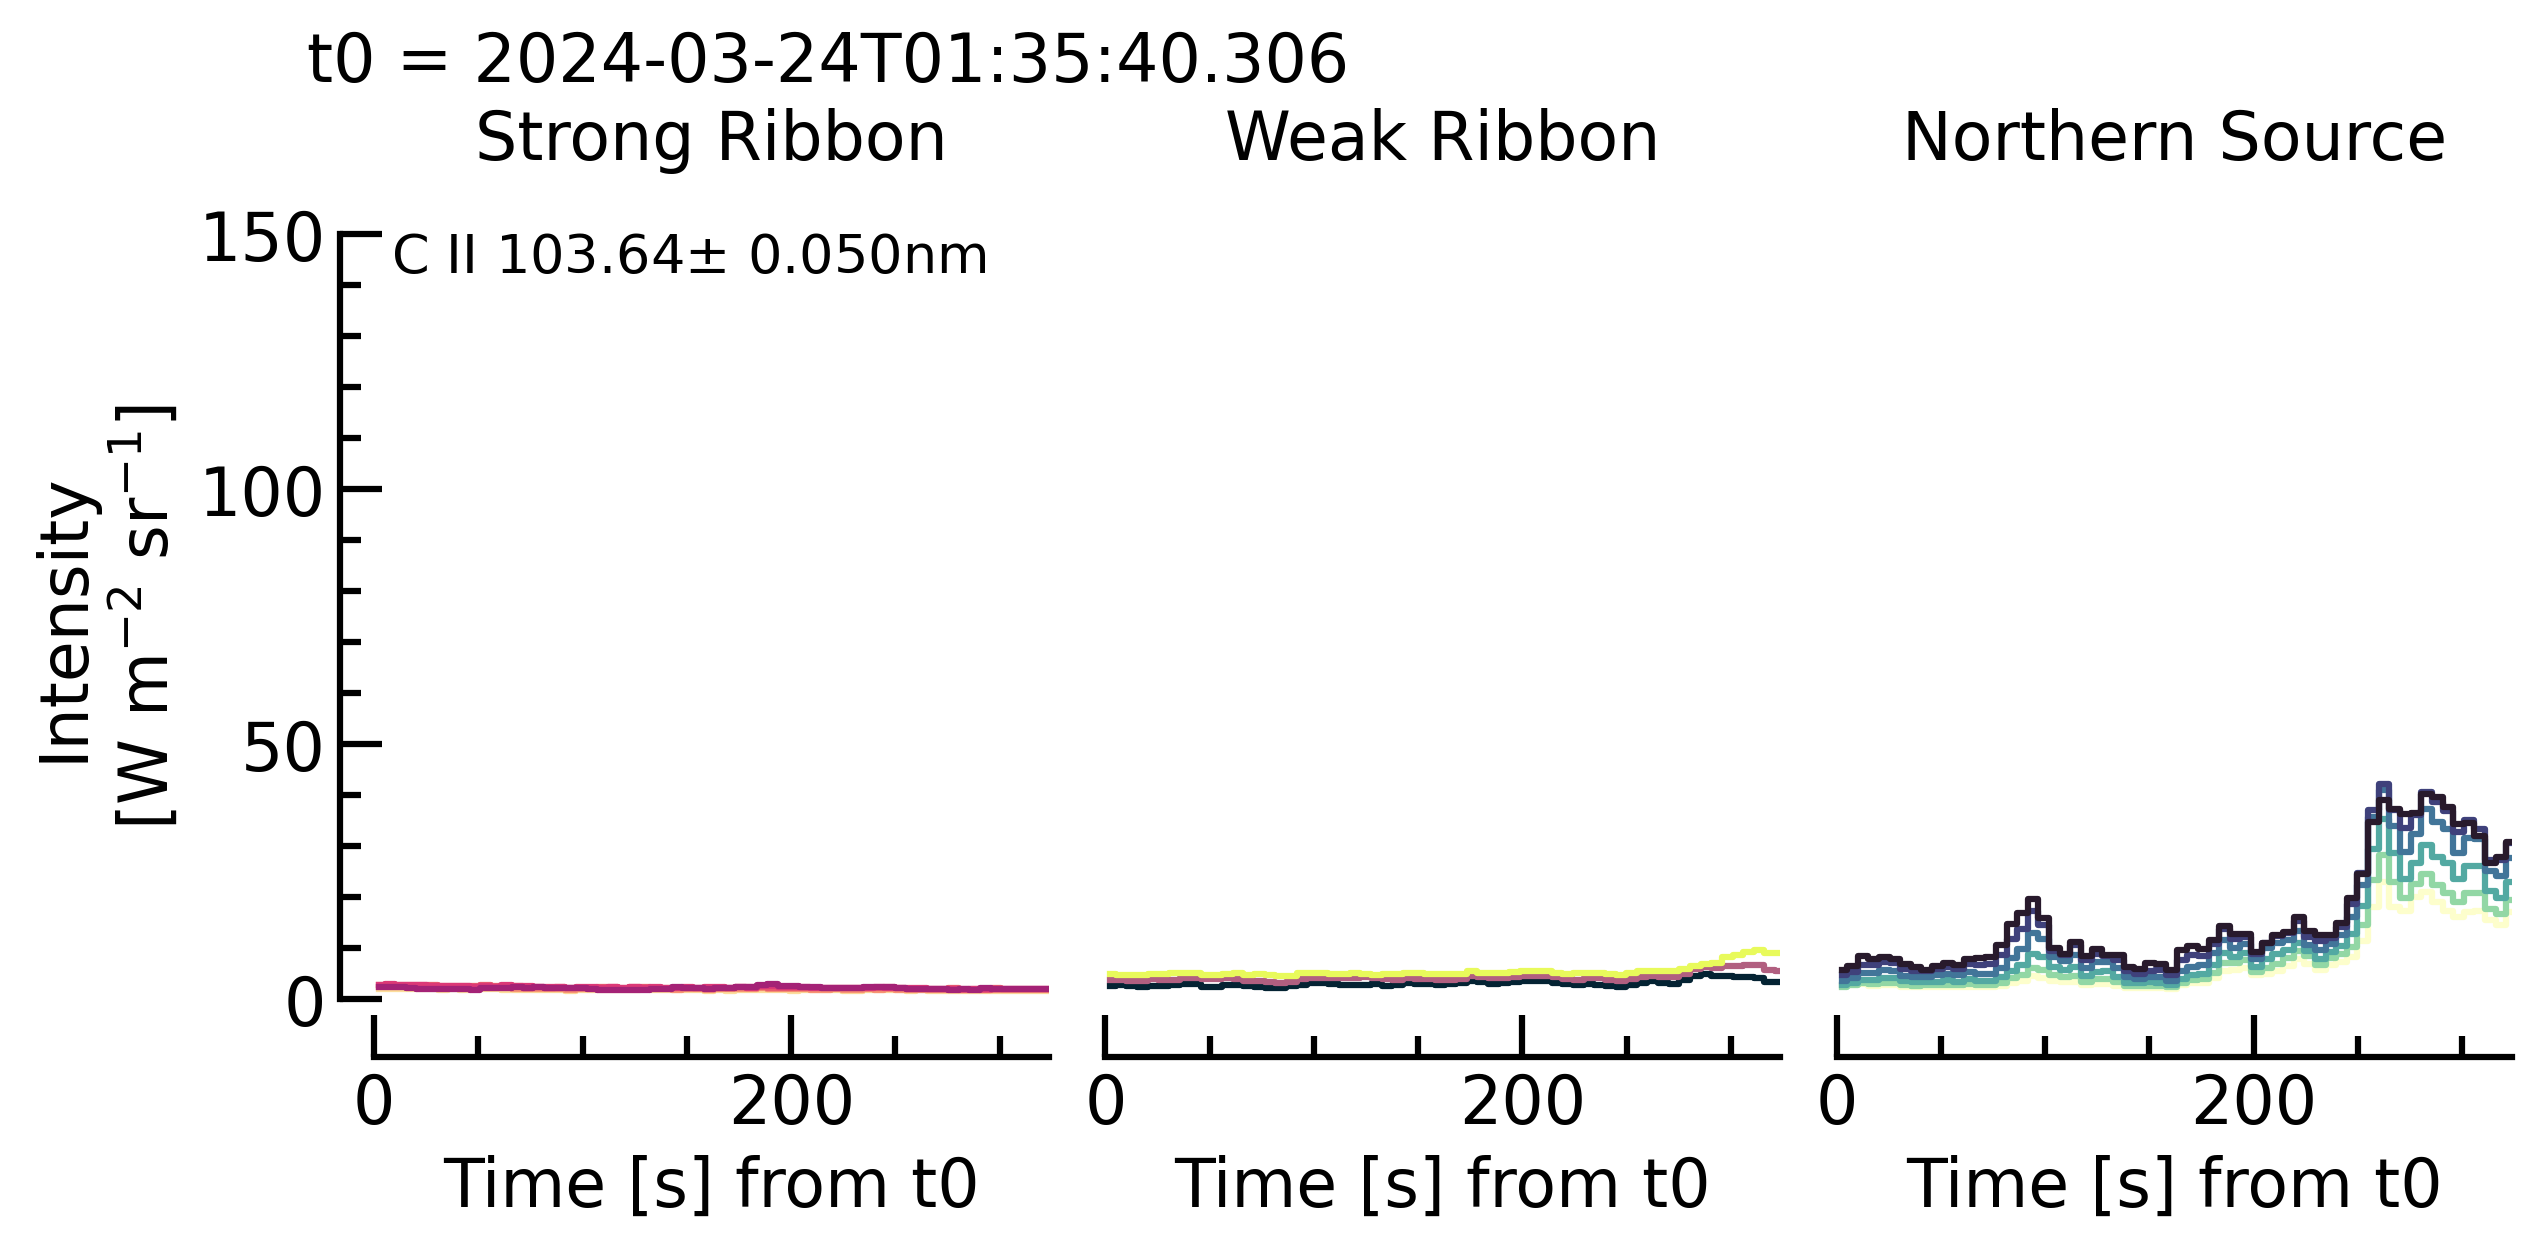 t0 = 2024-03-24T01:35:40.306
Strong Ribbon
Weak Ribbon
Northern Source
C II 103.64± 0.050nm
Intensity
[W m⁻² sr⁻¹]
150
100
50
0
0
200
0
200
0
200
Time [s] from t0
Time [s] from t0
Time [s] from t0